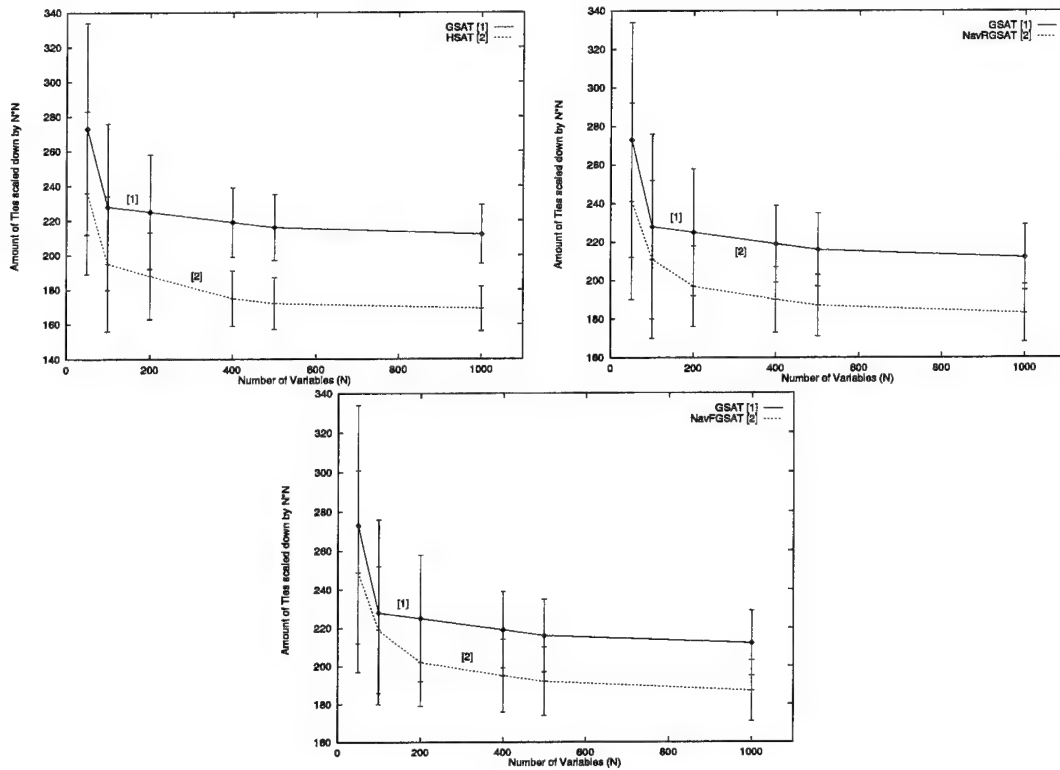 340
320
300
280
260
240
220
200
180
160
140
Amount of Ties scaled down by N*N
GSAT [1]
HSAT [2]
[1]
[2]
0 200 400 600 800 1000
Number of Variables (N)
340
320
300
280
260
240
220
200
180
160
Amount of Ties scaled down by N*N
GSAT [1]
NavRGSAT [2]
[1]
[2]
0 200 400 600 800 1000
Number of Variables (N)
340
320
300
280
260
240
220
200
180
160
Amount of Ties scaled down by N*N
GSAT [1]
NavFGSAT [2]
[1]
[2]
0 200 400 600 800 1000
Number of Variables (N)